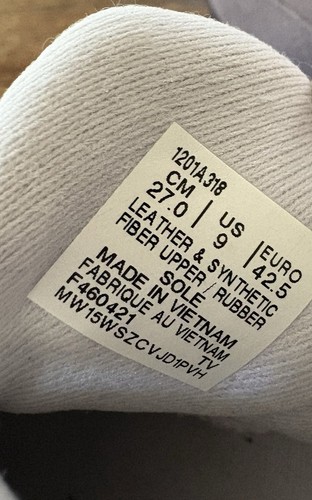 1201A318
CM | US | EURO
27.0 9 42.5
LEATHER & SYNTHETIC
FIBER UPPER / RUBBER
SOLE
MADE IN VIETNAM
FABRIQUE AU VIETNAM
F460421 TV
MW15WSZCVJD1PVH